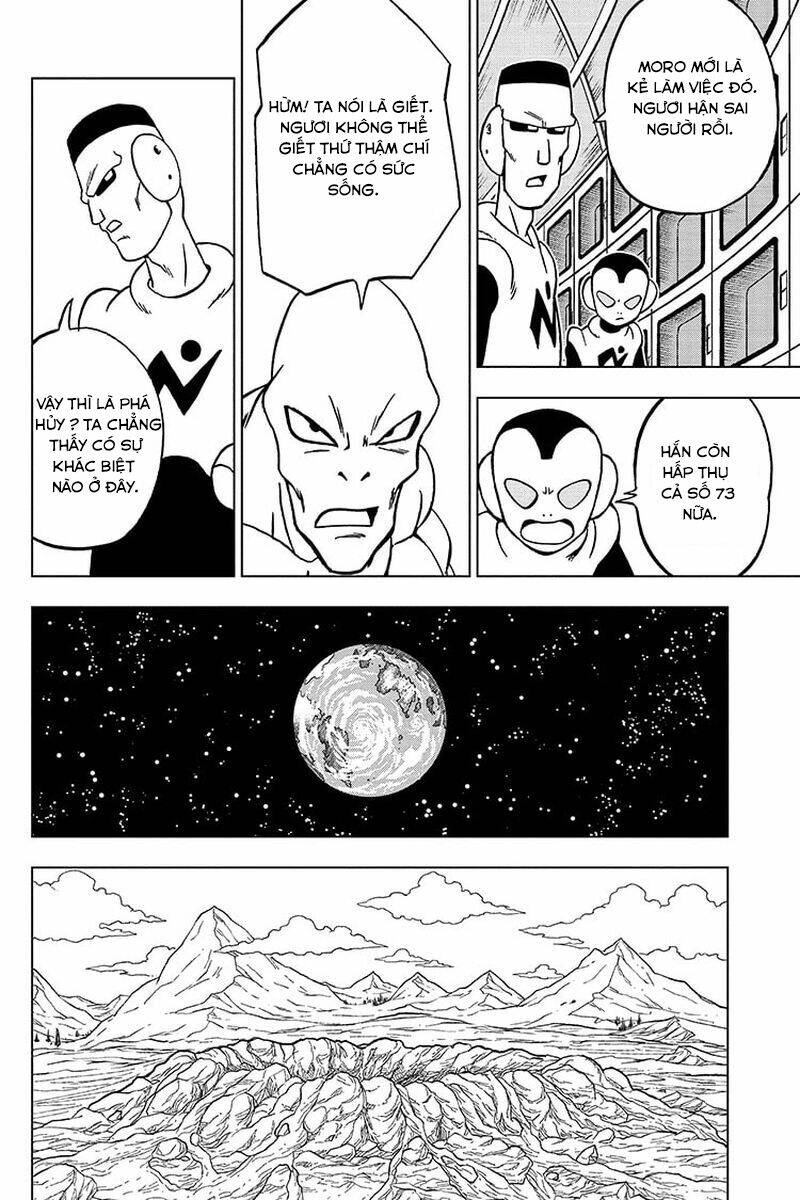 MORO MỚI LÀ
KẺ LÀM VIỆC ĐÓ.
NGƯƠI HẬN SAI
NGƯỜI RỒI.
HỪM! TA NÓI LÀ GIẾT.
NGƯƠI KHÔNG THỂ
GIẾT THỨ THẬM CHÍ
CHẲNG CÓ SỨC
SỐNG.
HẮN CÒN
HẤP THỤ
CẢ SỐ 73
NỮA.
VẬY THÌ LÀ PHÁ
HỦY ? TA CHẲNG
THẤY CÓ SỰ
KHÁC BIỆT
NÀO Ở ĐÂY.